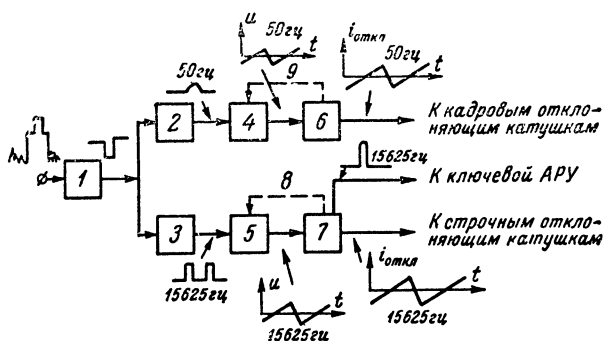 u
50гц
t
iоткл
50гц
t
50гц
9
2
4
6
К кадровым откло-
няющим катушкам
1
15625гц
К ключевой АРУ
8
3
5
7
К строчным откло-
няющим катушкам
15625гц
u
t
15625гц
iоткл
t
15625гц